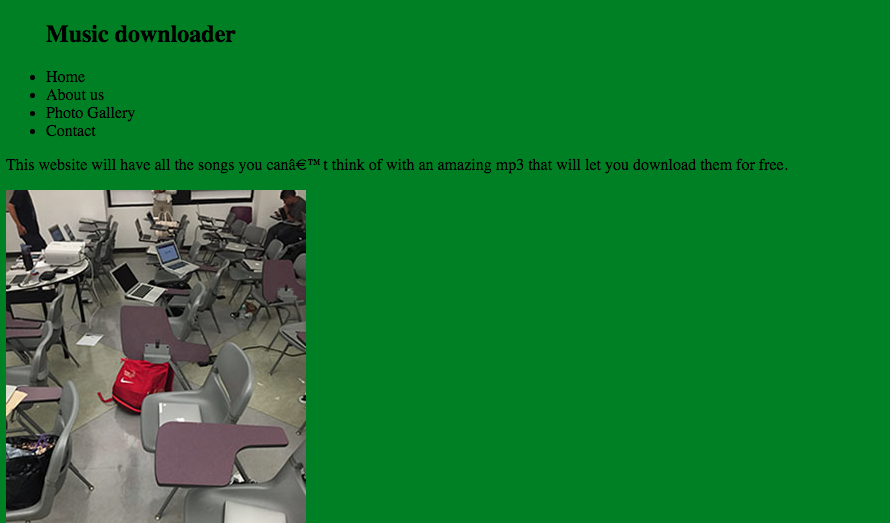 Music downloader
Home
About us
Photo Gallery
Contact
This website will have all the songs you canâ€™t think of with an amazing mp3 that will let you download them for free.